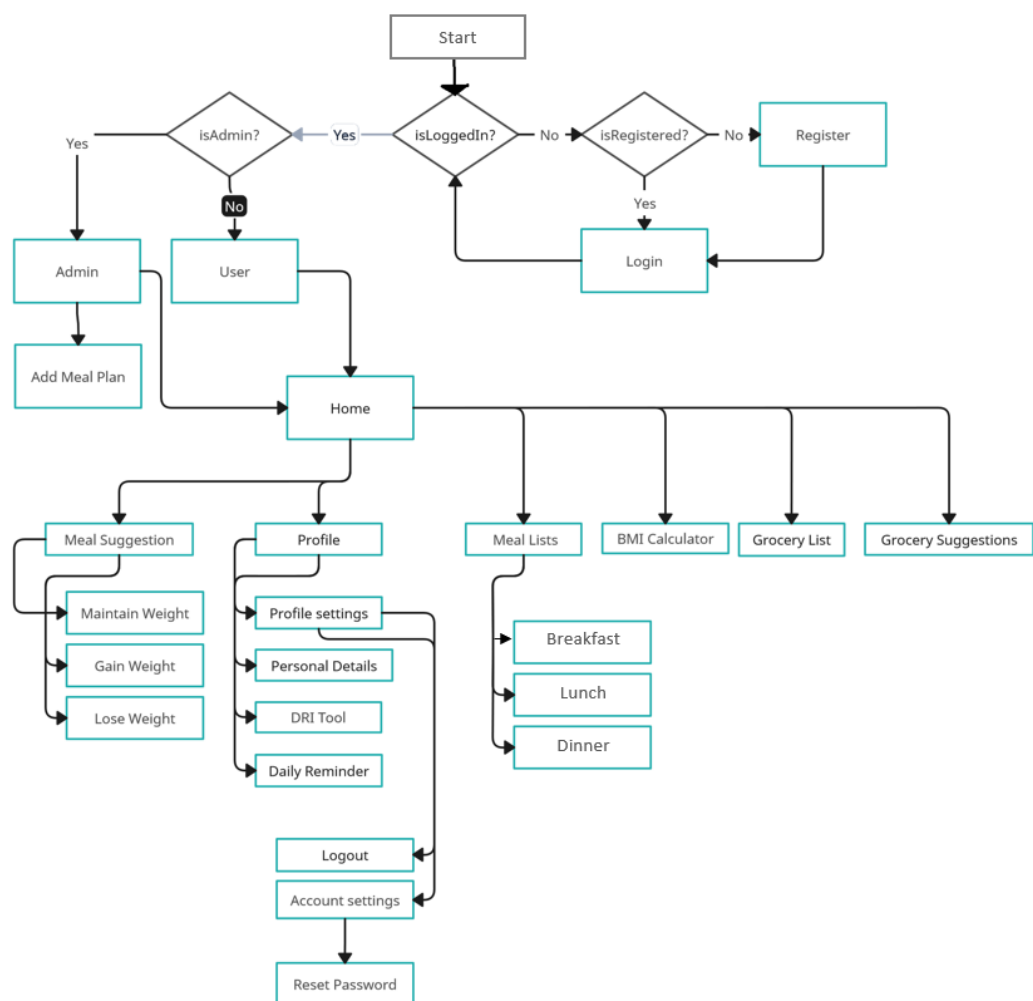 Start
isAdmin?
Yes
isLoggedIn?
No
isRegistered?
No
Register
Yes
No
Yes
Admin
User
Login
Add Meal Plan
Home
Meal Suggestion
Profile
Meal Lists
BMI Calculator
Grocery List
Grocery Suggestions
Maintain Weight
Profile settings
Breakfast
Gain Weight
Personal Details
Lunch
Lose Weight
DRI Tool
Dinner
Daily Reminder
Logout
Account settings
Reset Password